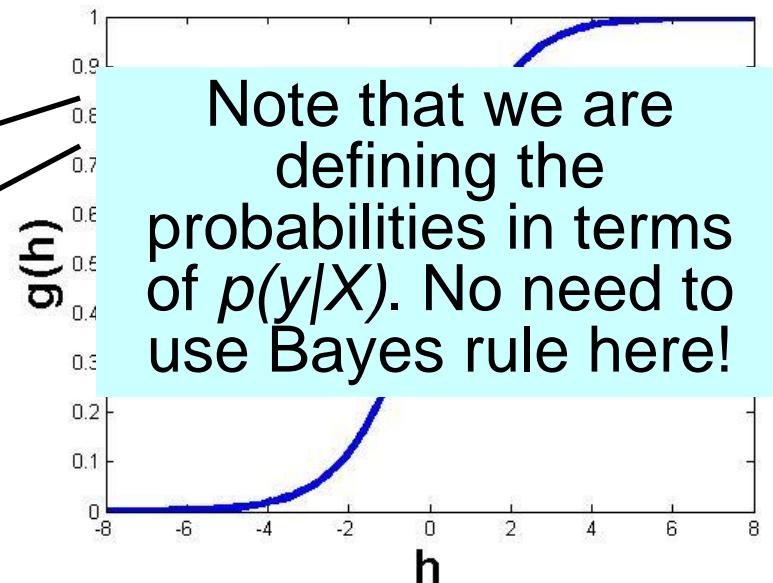 1
0.9
0.8
0.7
0.6
0.5
0.4
0.3
0.2
0.1
0
g(h)
Note that we are
defining the
probabilities in terms
of p(y|X). No need to
use Bayes rule here!
-8 -6 -4 -2 0 2 4 6 8
h